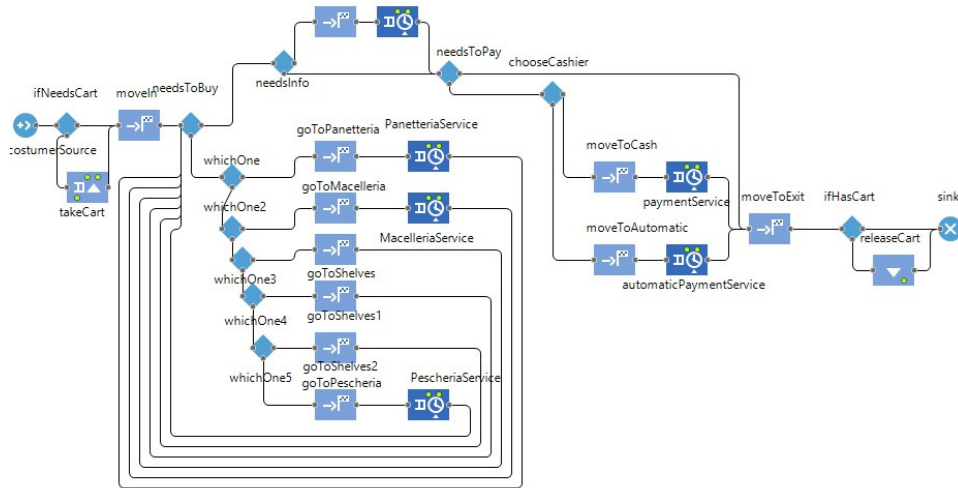 needsToPay
chooseCashier
needsInfo
ifNeedsCart
moveIn
needsToBuy
costumerSource
takeCart
whichOne
goToPanetteria
PanetteriaService
whichOne2
goToMacelleria
MacelleriaService
whichOne3
goToShelves
whichOne4
goToShelves1
whichOne5
goToShelves2
goToPescheria
PescheriaService
moveToCash
paymentService
moveToAutomatic
automaticPaymentService
moveToExit
ifHasCart
sink
releaseCart